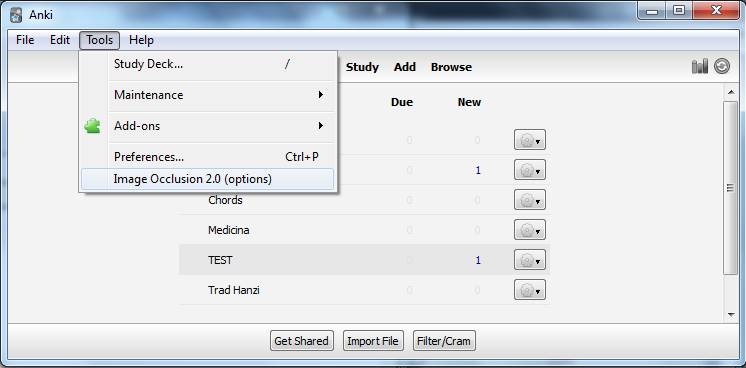 Anki
File Edit Tools Help
Study Deck... /
Maintenance
Add-ons
Preferences... Ctrl+P
Image Occlusion 2.0 (options)
Study Add Browse
Due New
0 0
0 1
Chords 0 0
Medicina 0 0
TEST 0 1
Trad Hanzi 0 0
Get Shared Import File Filter/Cram